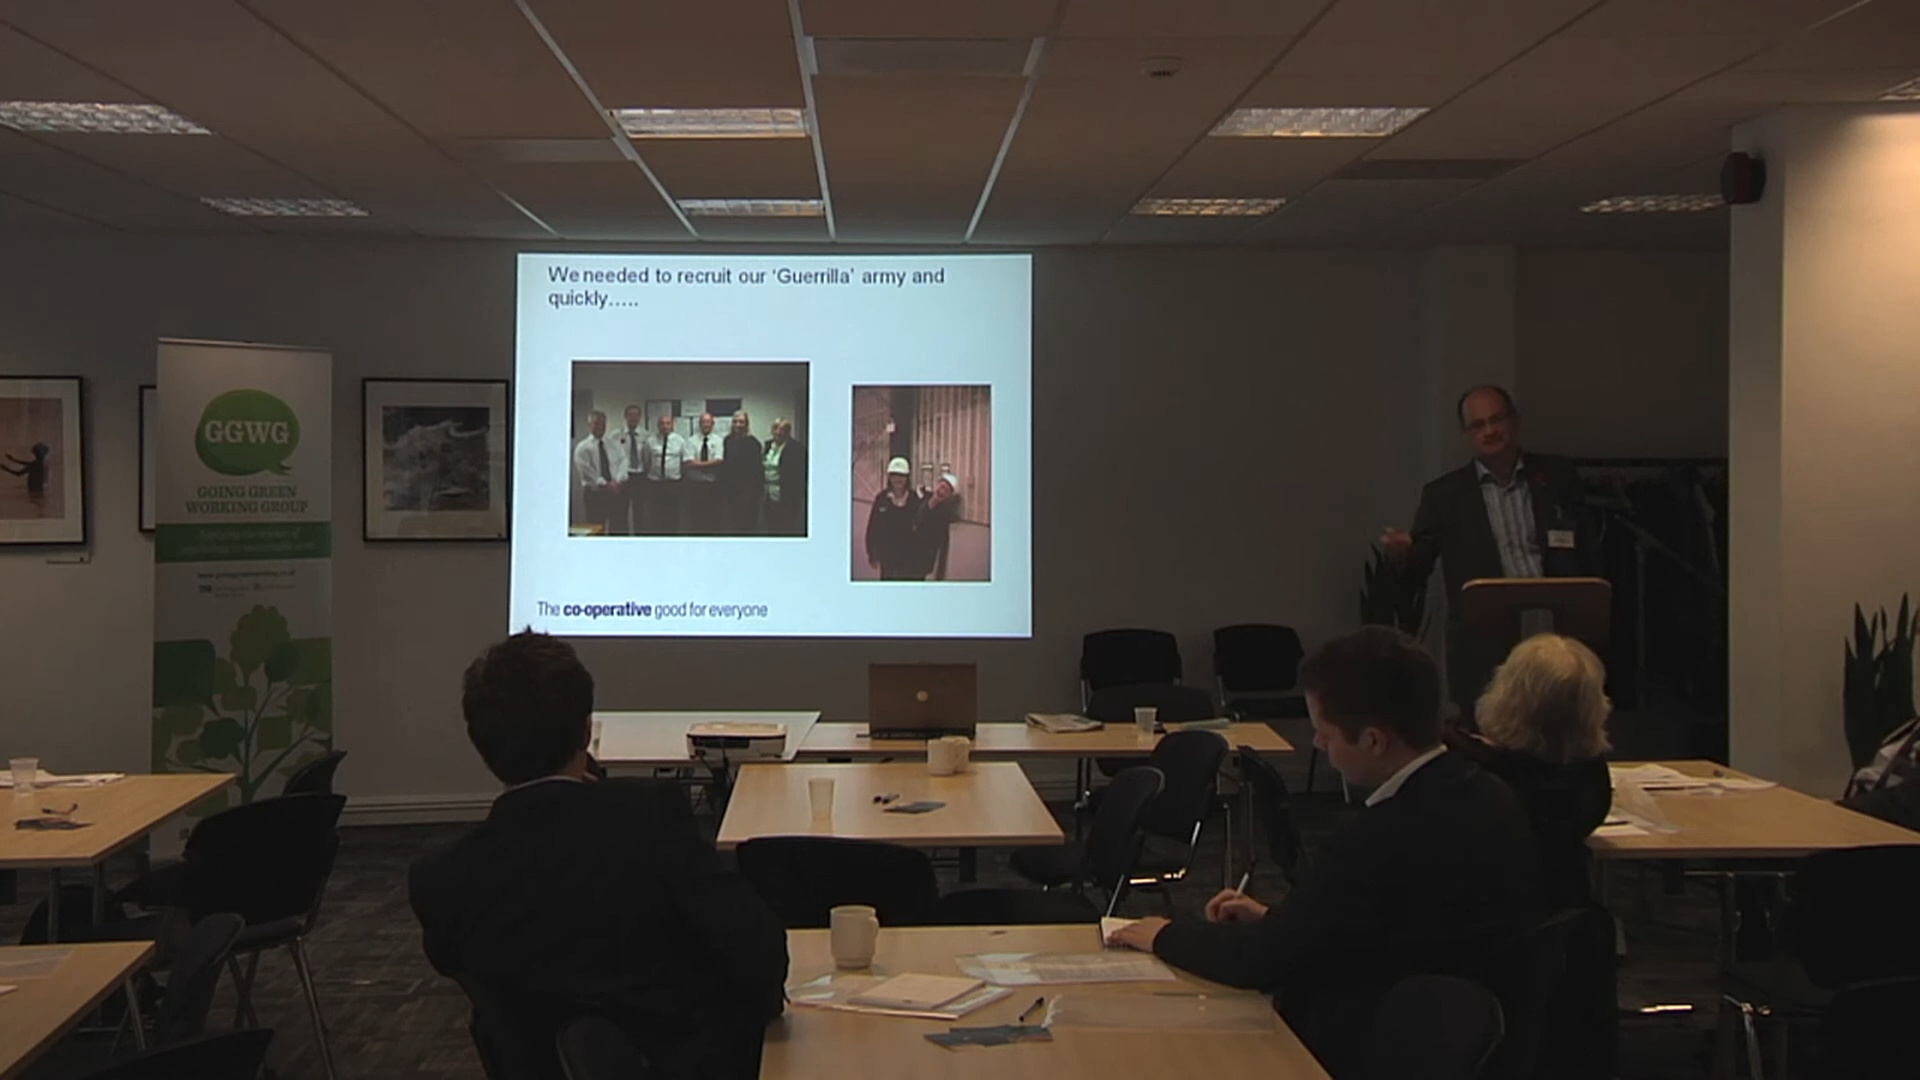 We needed to recruit our ‘Guerrilla’ army and
quickly.....
The co-operative good for everyone
GGWG
GOING GREEN
WORKING GROUP